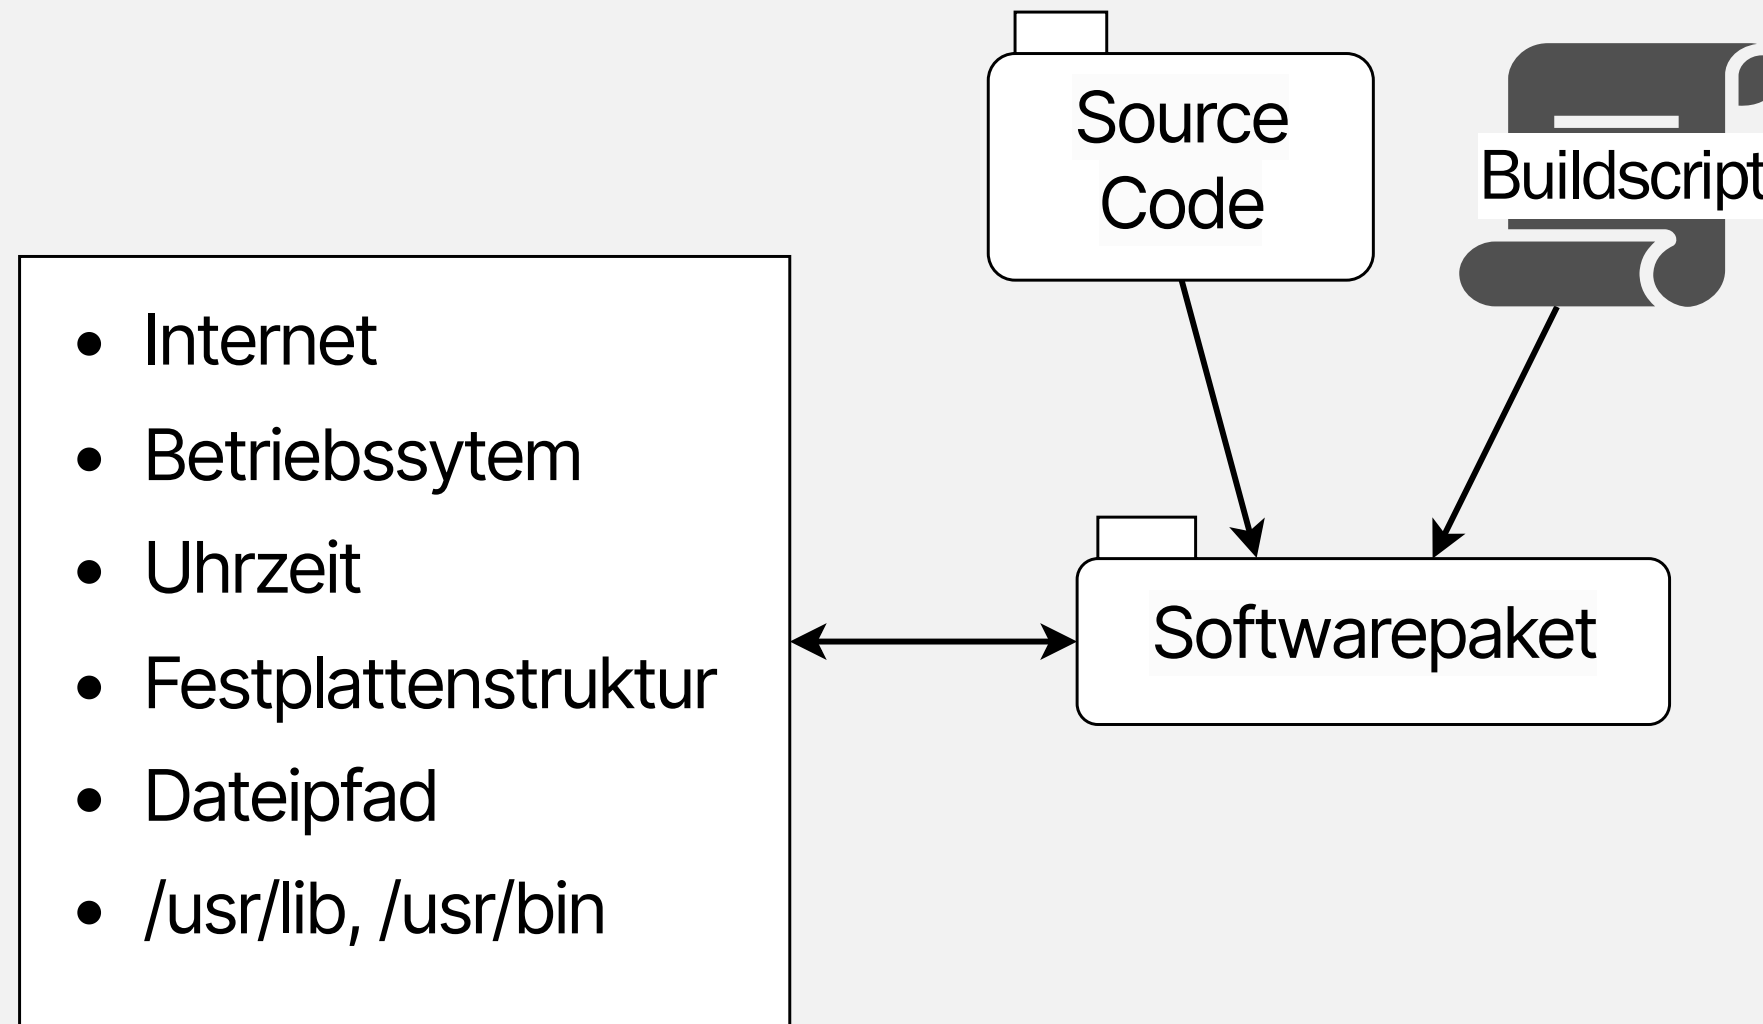 Source
Code
Buildscript
• Internet
• Betriebssytem
• Uhrzeit
• Festplattenstruktur
• Dateipfad
• /usr/lib, /usr/bin
Softwarepaket